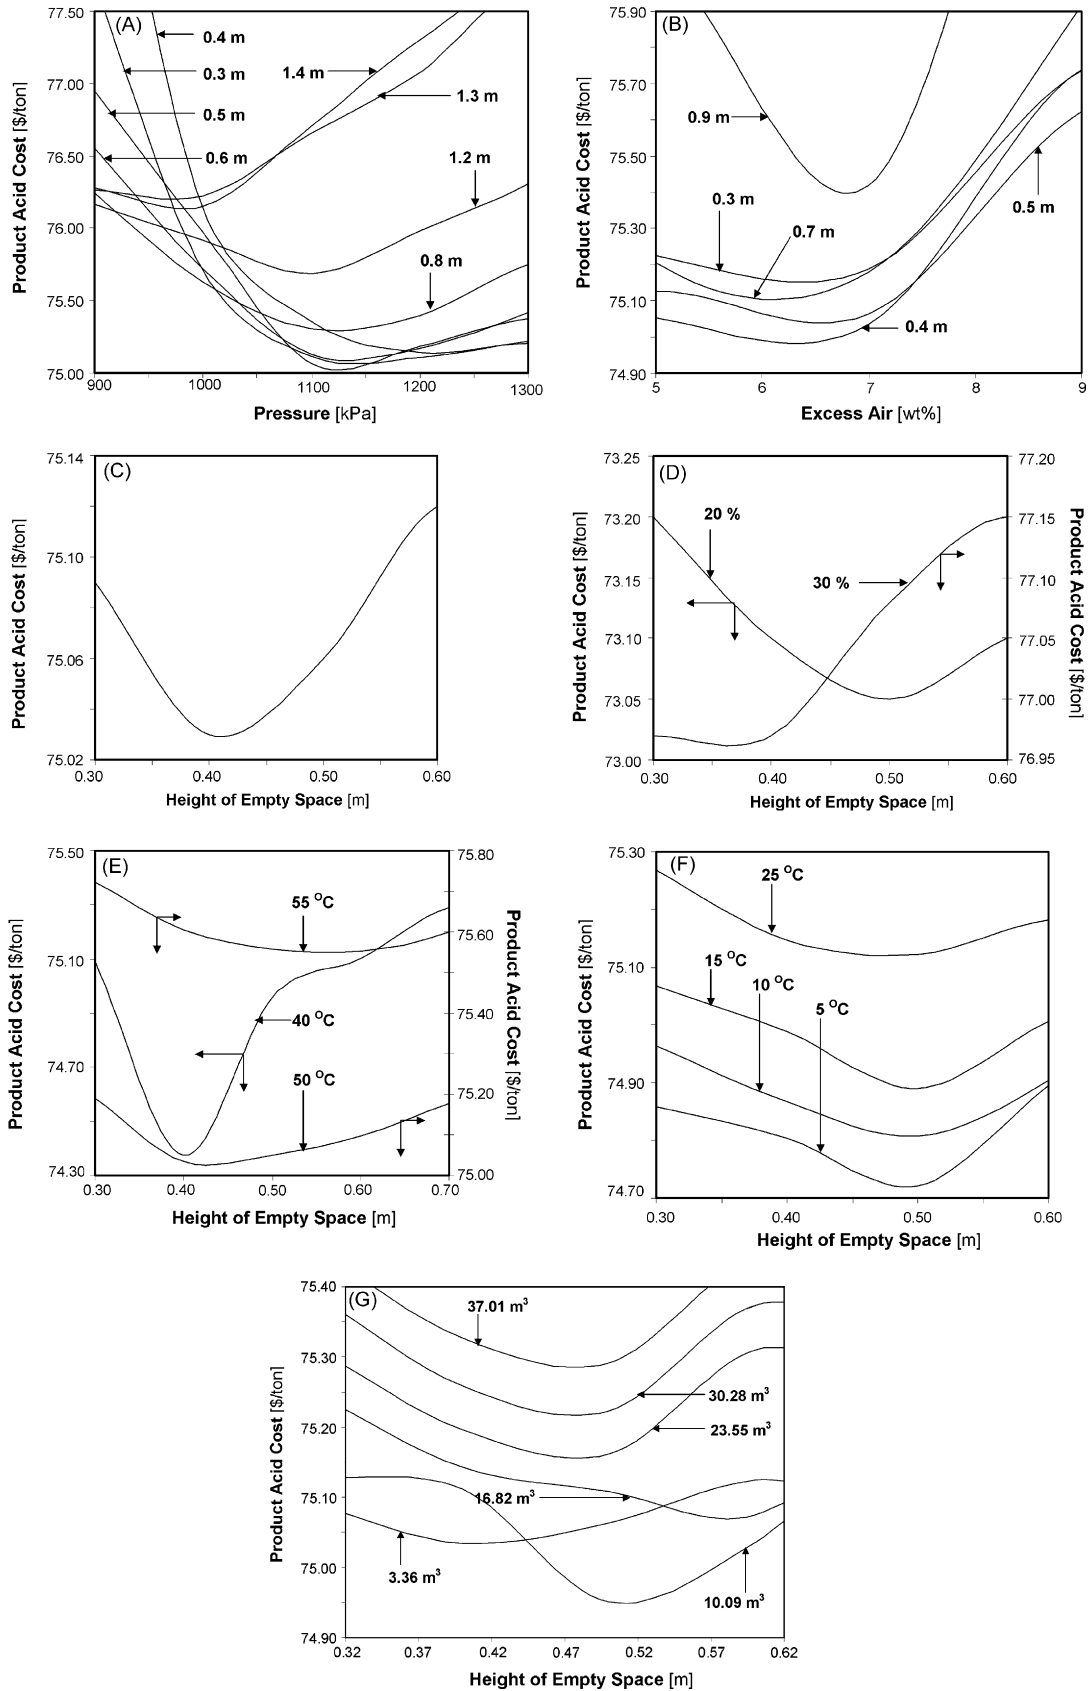 (A)
Product Acid Cost [$/ton]
77.50
77.00
76.50
76.00
75.50
75.00
900
1000
1100
1200
1300
Pressure [kPa]
0.4 m
0.3 m
0.5 m
0.6 m
1.4 m
1.3 m
1.2 m
0.8 m
(B)
Product Acid Cost [$/ton]
75.90
75.70
75.50
75.30
75.10
74.90
5
6
7
8
9
Excess Air [wt%]
0.9 m
0.3 m
0.7 m
0.5 m
0.4 m
(C)
Product Acid Cost [$/ton]
75.14
75.10
75.06
75.02
0.30
0.40
0.50
0.60
Height of Empty Space [m]
(D)
Product Acid Cost [$/ton]
73.25
73.20
73.15
73.10
73.05
73.00
0.30
0.40
0.50
0.60
Height of Empty Space [m]
20 %
30 %
77.20
77.15
77.10
77.05
77.00
76.95
Product Acid Cost [$/ton]
(E)
Product Acid Cost [$/ton]
75.50
75.10
74.70
74.30
0.30
0.40
0.50
0.60
0.70
Height of Empty Space [m]
55 °C
40 °C
50 °C
75.80
75.60
75.40
75.20
75.00
Product Acid Cost [$/ton]
(F)
Product Acid Cost [$/ton]
75.30
75.10
74.90
74.70
0.30
0.40
0.50
0.60
Height of Empty Space [m]
25 °C
15 °C
10 °C
5 °C
(G)
Product Acid Cost [$/ton]
75.40
75.30
75.20
75.10
75.00
74.90
0.32
0.37
0.42
0.47
0.52
0.57
0.62
Height of Empty Space [m]
37.01 m³
30.28 m³
23.55 m³
16.82 m³
3.36 m³
10.09 m³